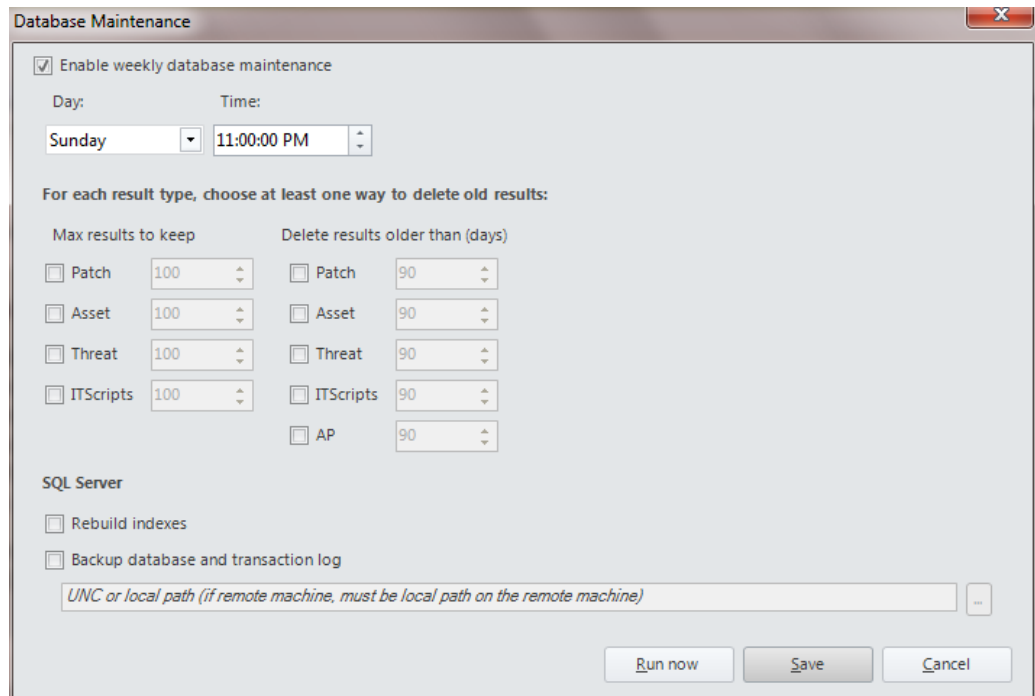 Database Maintenance
x
Enable weekly database maintenance
Day: Time:
Sunday 11:00:00 PM
For each result type, choose at least one way to delete old results:
Max results to keep Delete results older than (days)
Patch 100 Patch 90
Asset 100 Asset 90
Threat 100 Threat 90
ITScripts 100 ITScripts 90
AP 90
SQL Server
Rebuild indexes
Backup database and transaction log
UNC or local path (if remote machine, must be local path on the remote machine) ...
Run now Save Cancel